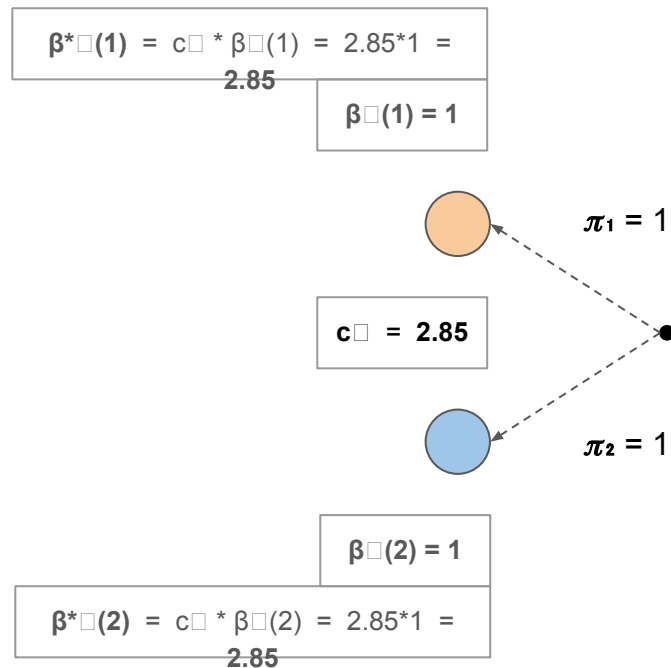 β*□(1) = c□ * β□(1) = 2.85*1 =
2.85
β□(1) = 1
π₁ = 1
c□ = 2.85
π₂ = 1
β□(2) = 1
β*□(2) = c□ * β□(2) = 2.85*1 =
2.85